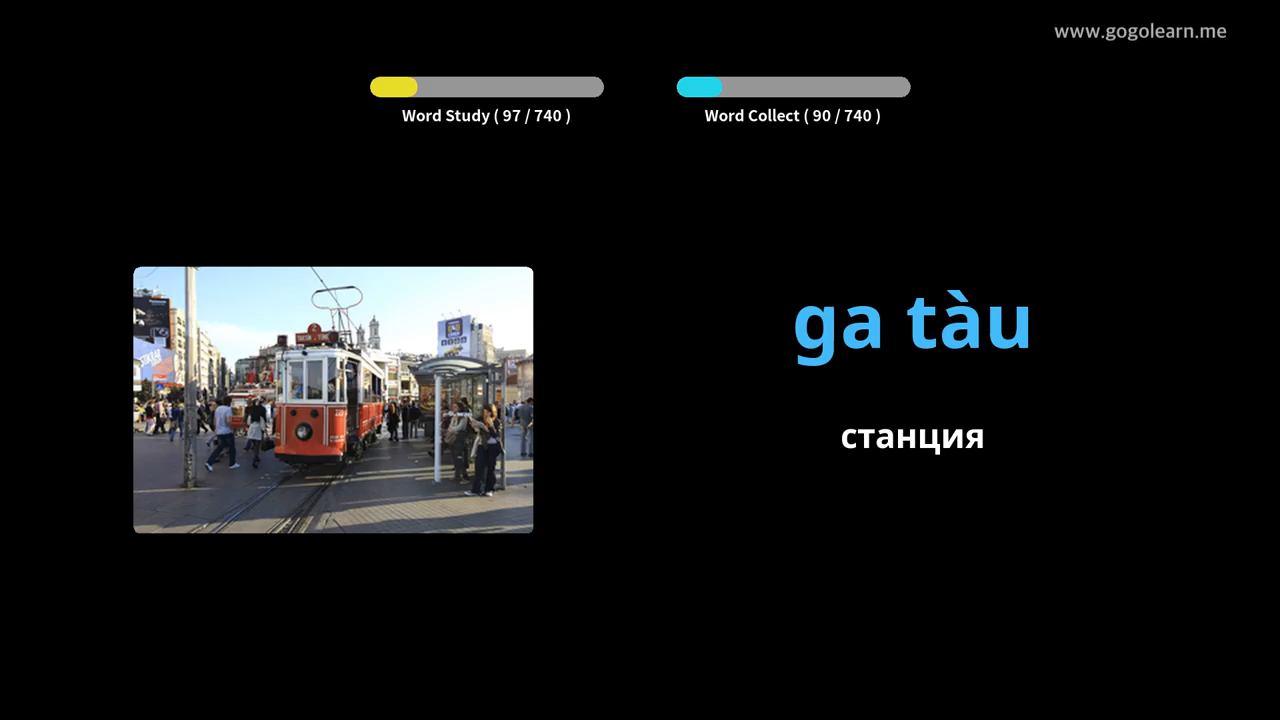 www.gogolearn.me
Word Study ( 97 / 740 )
Word Collect ( 90 / 740 )
ga tàu
станция